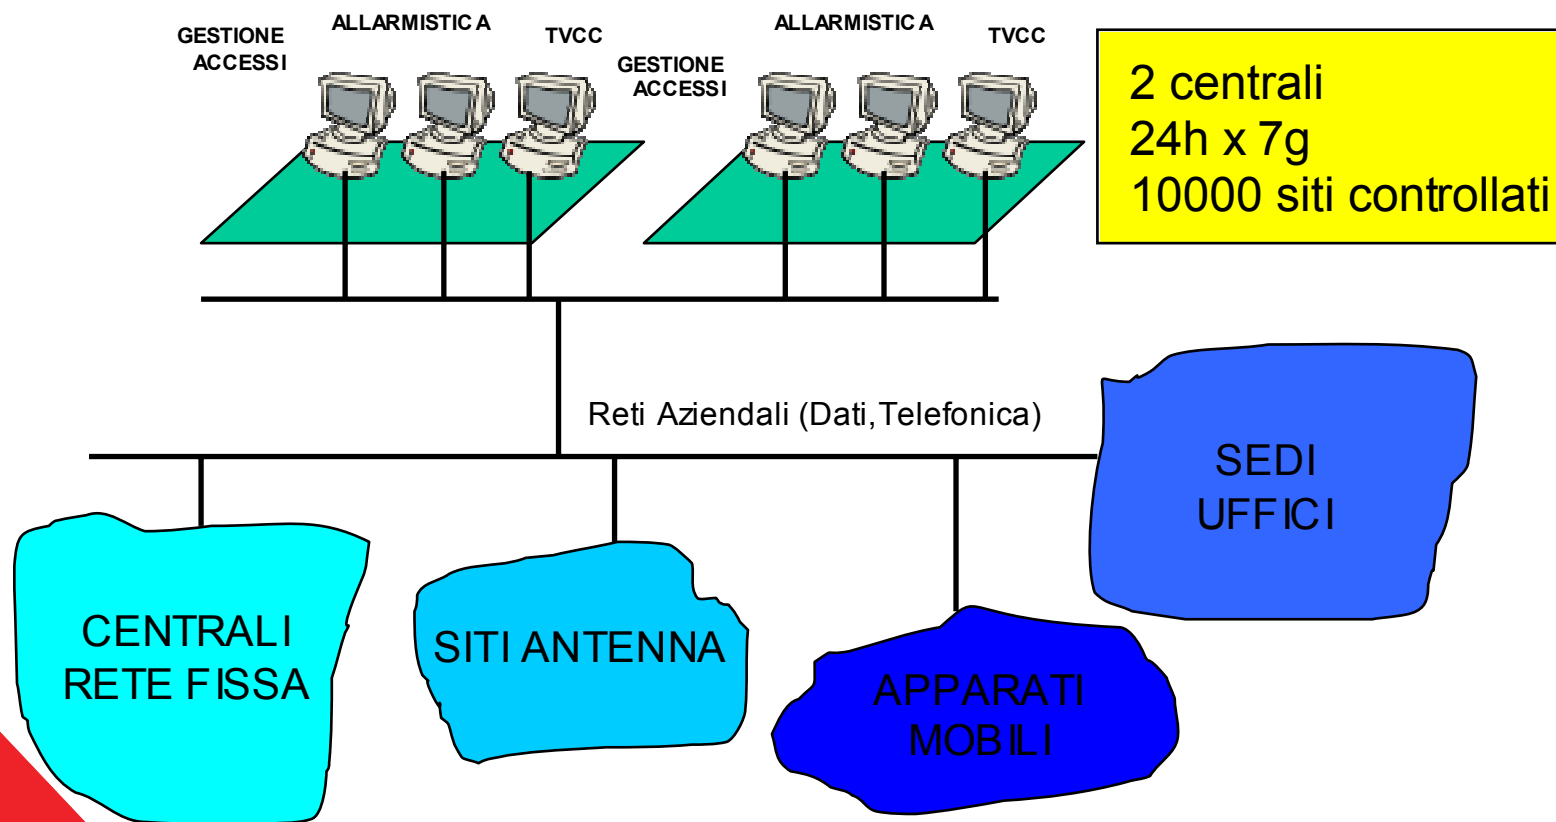 GESTIONE
ACCESSI
ALLARMISTICA
TVCC
GESTIONE
ACCESSI
ALLARMISTICA
TVCC
2 centrali
24h x 7g
10000 siti controllati
Reti Aziendali (Dati,Telefonica)
SEDI
UFFICI
CENTRALI
RETE FISSA
SITI ANTENNA
APPARATI
MOBILI